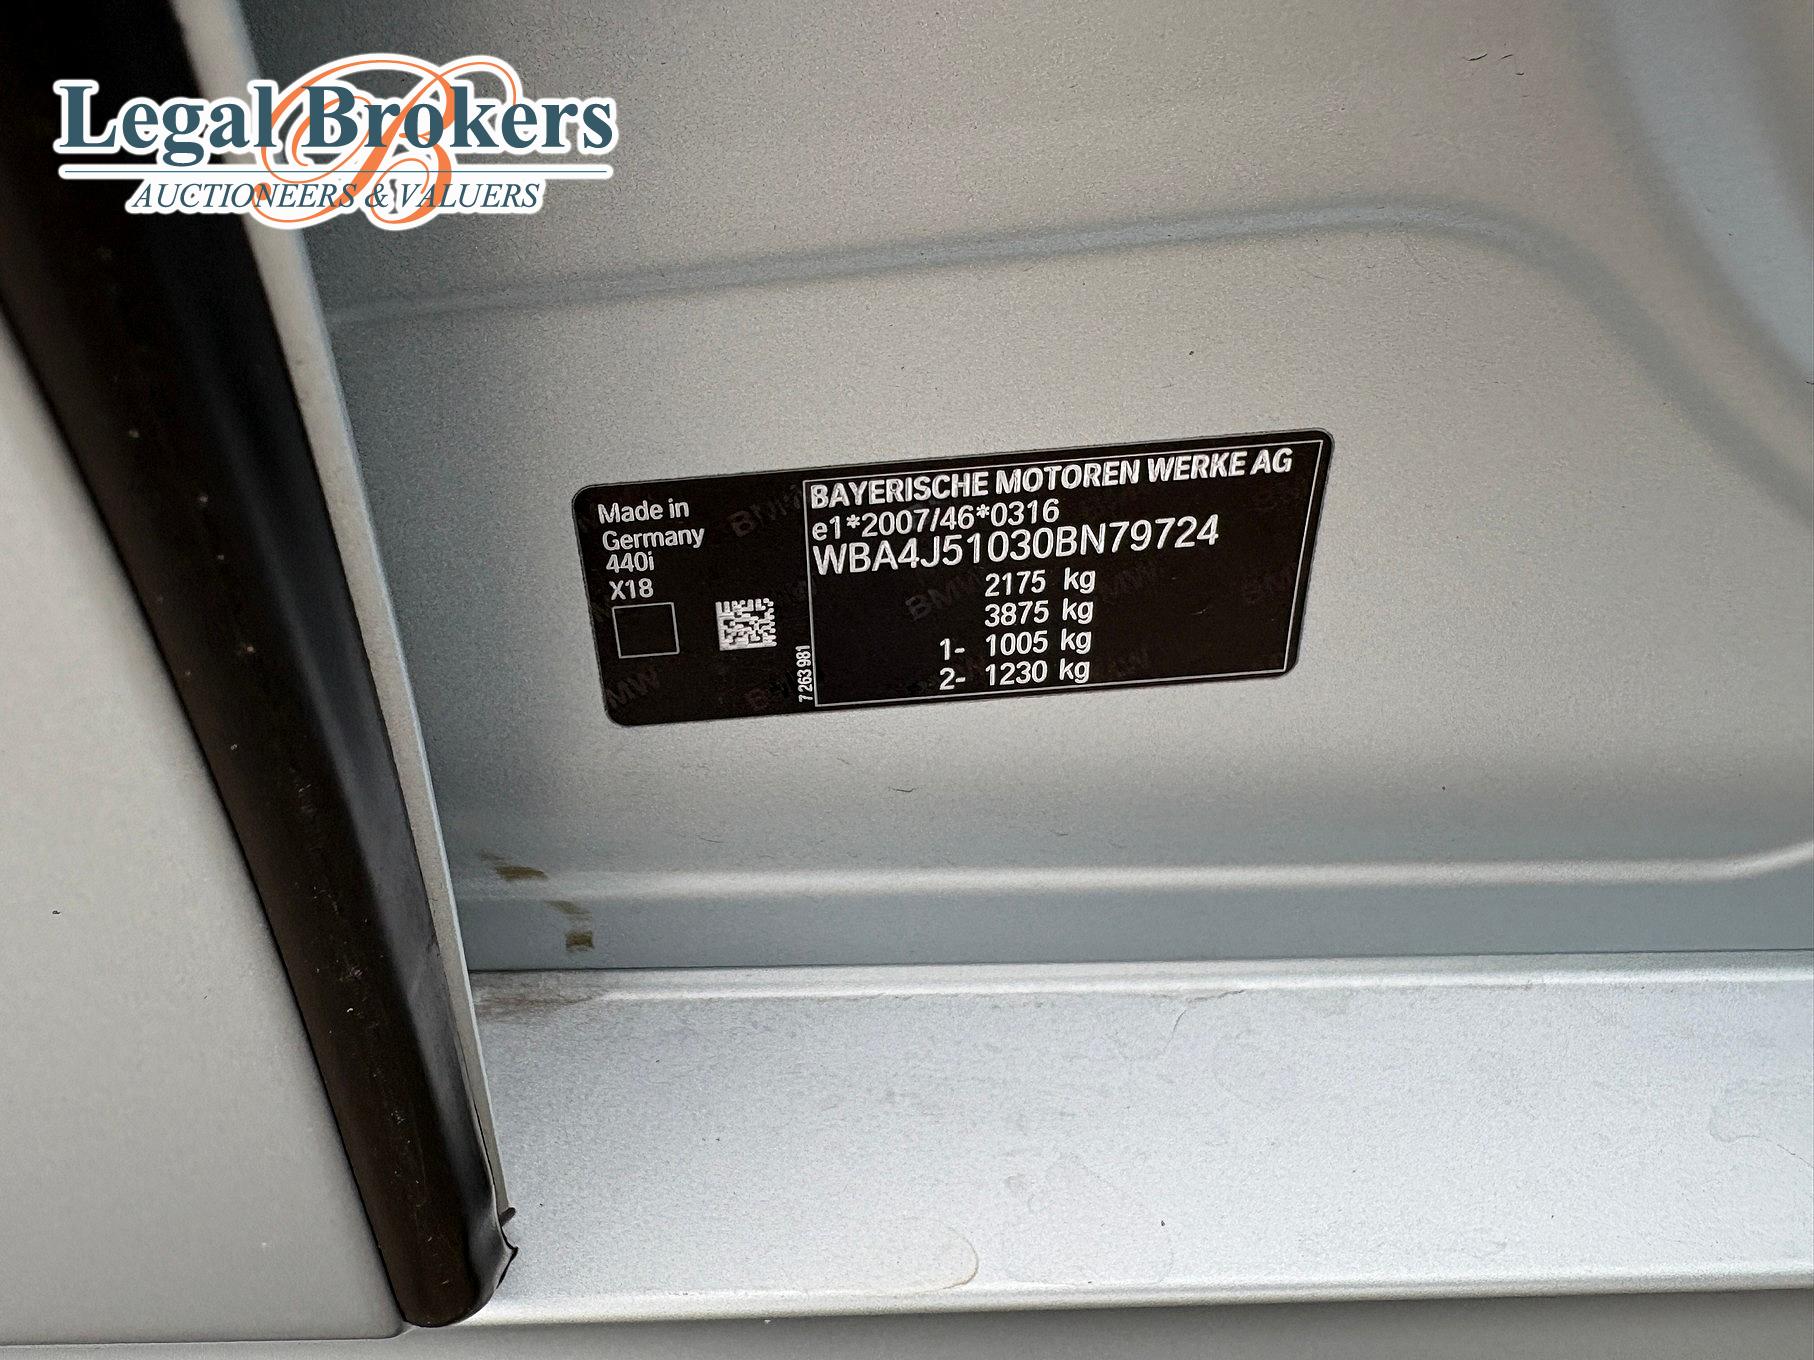 Legal Brokers
AUCTIONEERS & VALUERS
Made in
Germany
440i
X18
7263981
BAYERISCHE MOTOREN WERKE AG
e1*2007/46*0316
WBA4J51030BN79724
2175 kg
3875 kg
1- 1005 kg
2- 1230 kg